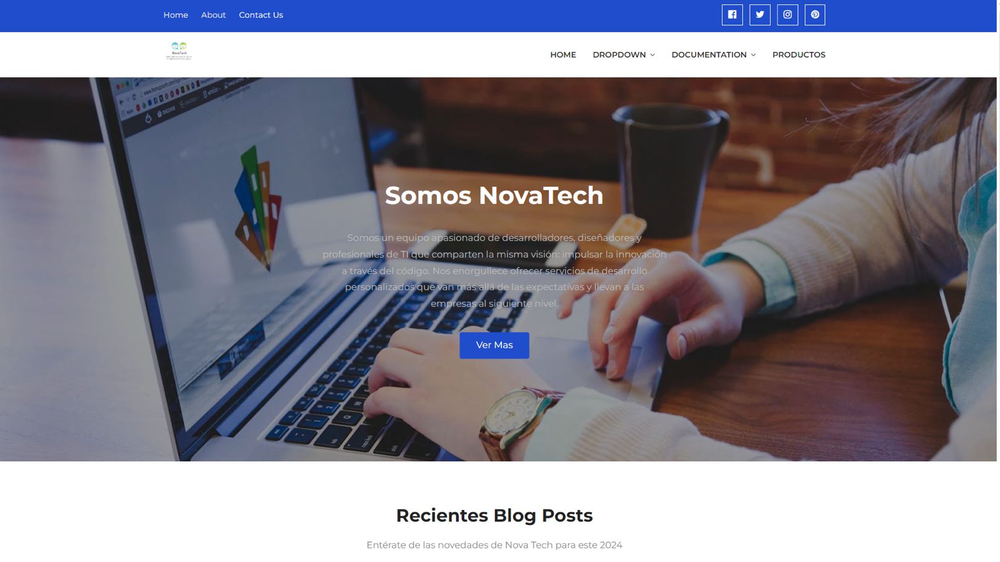 Home About Contact Us
NovaTech
HOME DROPDOWN DOCUMENTATION PRODUCTOS
Somos NovaTech
Somos un equipo apasionado de desarrolladores, diseñadores y
profesionales de TI que comparten la misma visión: impulsar la innovación
a través del código. Nos enorgullece ofrecer servicios de desarrollo
personalizados que van más allá de las expectativas y llevan a las
empresas al siguiente nivel.
Ver Mas
Recientes Blog Posts
Entérate de las novedades de Nova Tech para este 2024